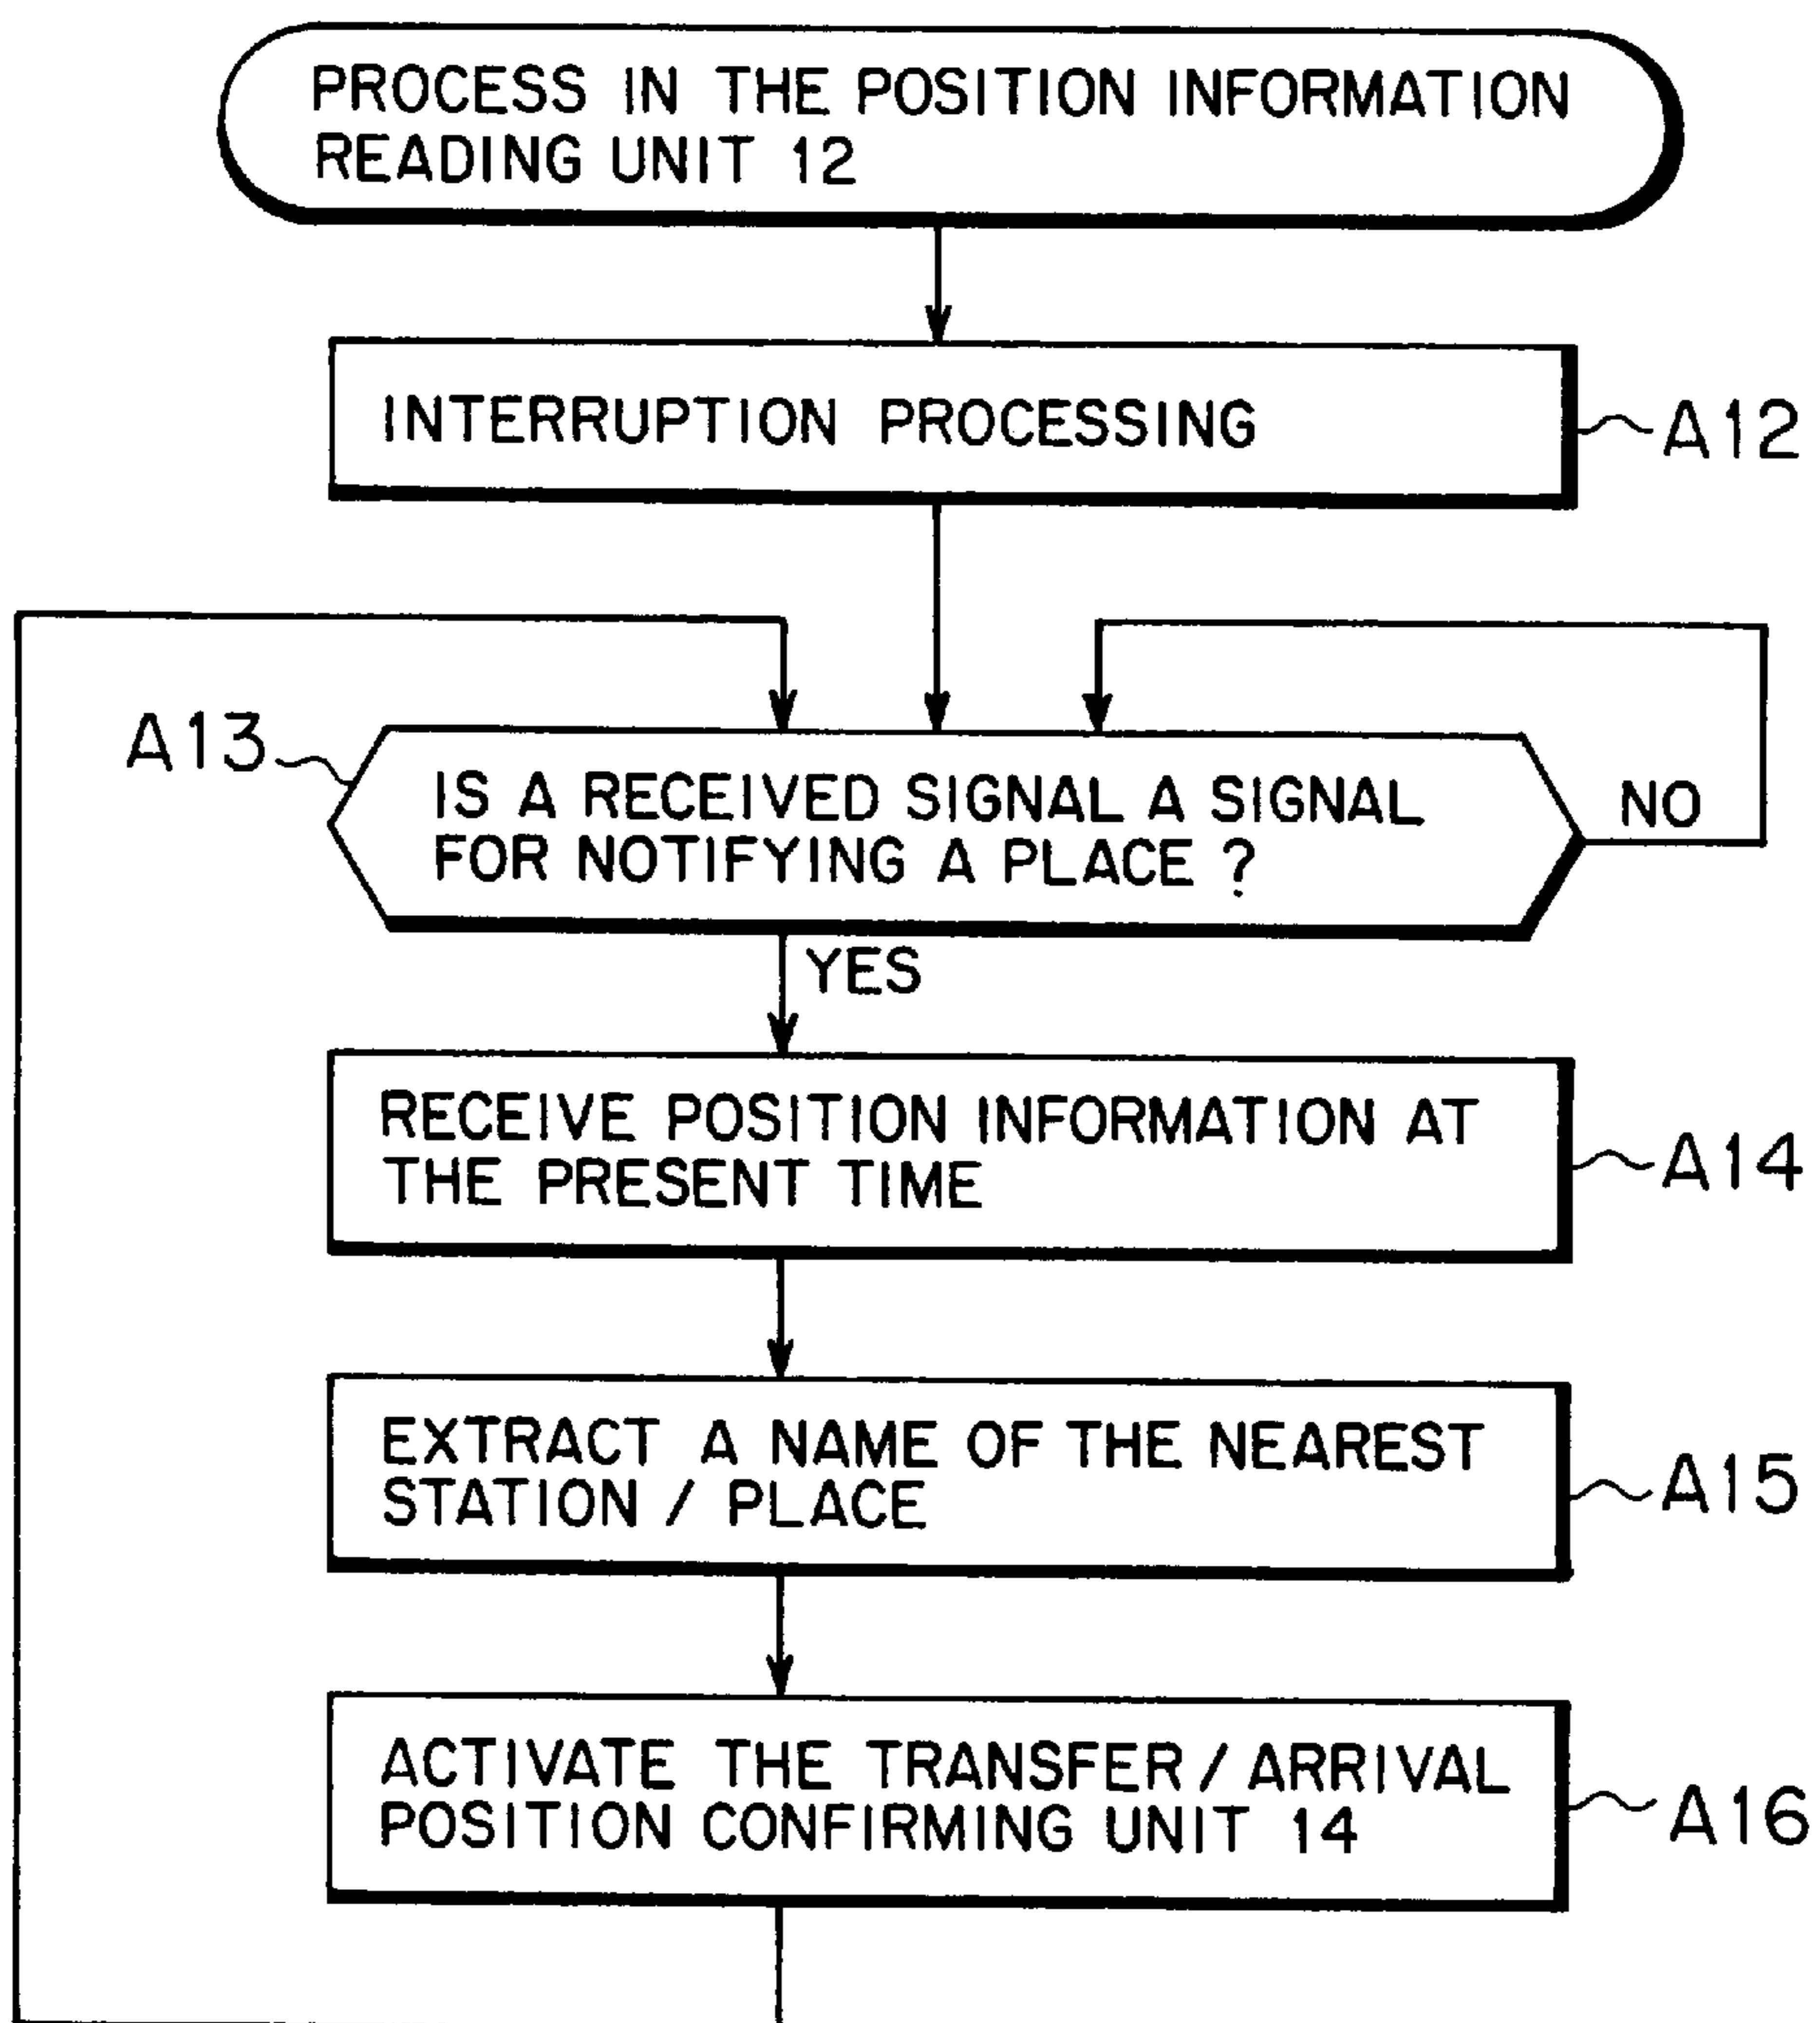 PROCESS IN THE POSITION INFORMATION
READING UNIT 12
INTERRUPTION PROCESSING
A12
A13
IS A RECEIVED SIGNAL A SIGNAL
FOR NOTIFYING A PLACE ?
NO
YES
RECEIVE POSITION INFORMATION AT
THE PRESENT TIME
A14
EXTRACT A NAME OF THE NEAREST
STATION / PLACE
A15
ACTIVATE THE TRANSFER / ARRIVAL
POSITION CONFIRMING UNIT 14
A16